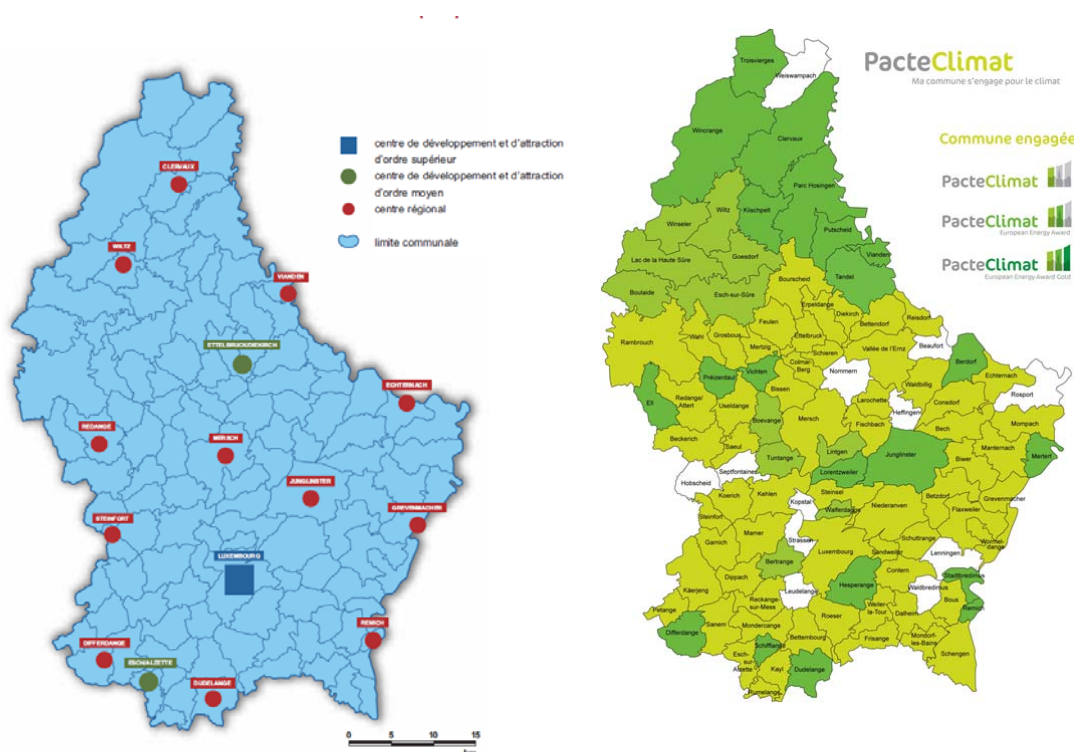 CLERVAUX
WILTZ
VIANDEN
ETTELBRUCK/DIEKIRCH
ECHTERNACH
REDANGE
MERSCH
JUNGLINSTER
GREVENMACHER
STEINFORT
LUXEMBOURG
REMICH
DIFFERDANGE
ESCH/ALZETTE
DUDELANGE
centre de développement et d'attraction
d'ordre supérieur
centre de développement et d'attraction
d'ordre moyen
centre régional
limite communale
0 5 10 15
km
PacteClimat
Ma commune s'engage pour le climat
Commune engagée
PacteClimat
PacteClimat
European Energy Award
PacteClimat
European Energy Award Gold
Troisvierges
Weiswampach
Wincrange
Clervaux
Parc Hosingen
Wiltz
Kiischpelt
Winseler
Putscheid
Goesdorf
Vianden
Lac de la Haute Sûre
Tandel
Bourscheid
Boulaide
Esch-sur-Sûre
Erpeldange
Diekirch
Reisdorf
Feulen
Bettendorf
Wahl
Grosbous
Ettelbruck
Beaufort
Rambrouch
Mertzig
Schieren
Vallée de l'Ernz
Berdorf
Colmar
Berg
Echternach
Vichten
Préizerdaul
Nommern
Waldbillig
Rosport
Bissen
Ell
Redange/
Attert
Useldange
Larochette
Consdorf
Heffingen
Mompach
Boevange
Mersch
Fischbach
Bech
Beckerich
Saeul
Lintgen
Junglinster
Manternach
Mertert
Tuntange
Lorentzweiler
Biwer
Septfontaines
Hobscheid
Koerich
Kehlen
Kopstal
Steinsel
Betzdorf
Grevenmacher
Niederanven
Walferdange
Flaxweiler
Steinfort
Mamer
Strassen
Schuttrange
Wormel-
dange
Garnich
Luxembourg
Sandweiler
Lenningen
Bertrange
Contern
Stadtbredimus
Dippach
Hesperange
Waldbredimus
Käerjeng
Leudelange
Bous
Reckange-
sur-Mess
Weiler-
la-Tour
Dalheim
Remich
Pétange
Roeser
Sanem
Mondercange
Differdange
Bettembourg
Frisange
Mondorf-
les-Bains
Schifflange
Schengen
Esch-
sur-
Alzette
Kayl
Dudelange
Rumelange